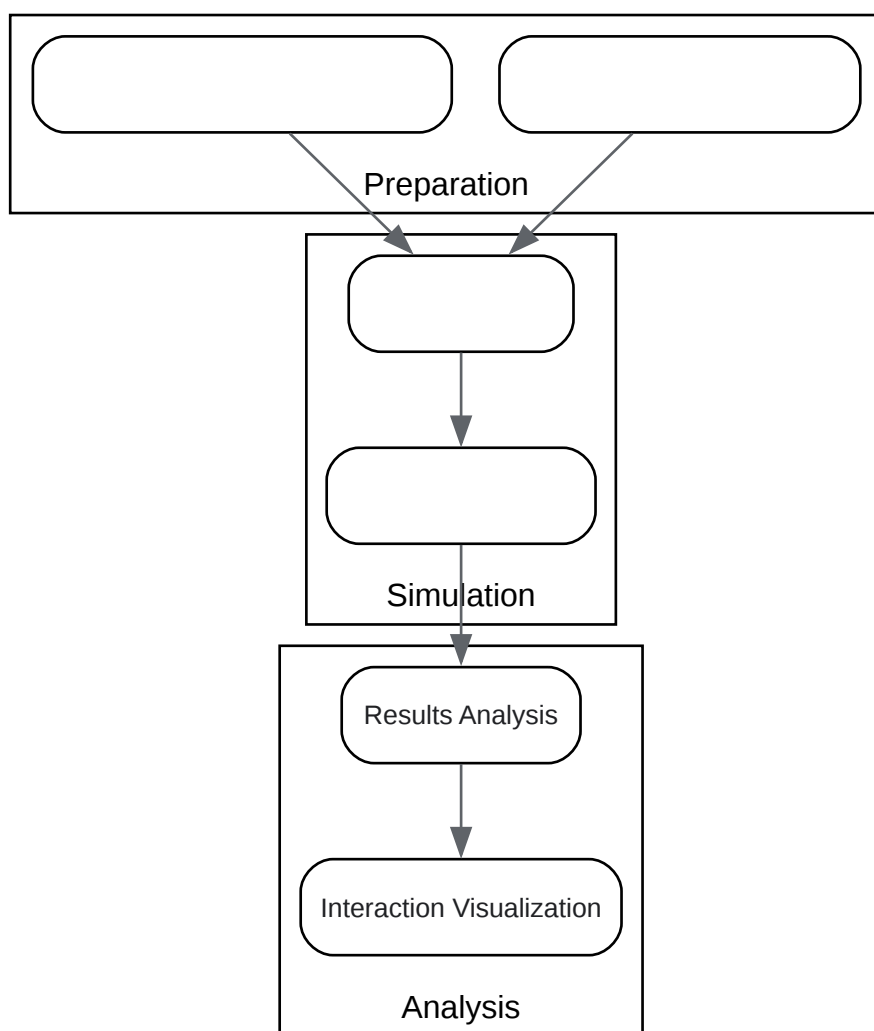 Preparation
Simulation
Results Analysis
Interaction Visualization
Analysis